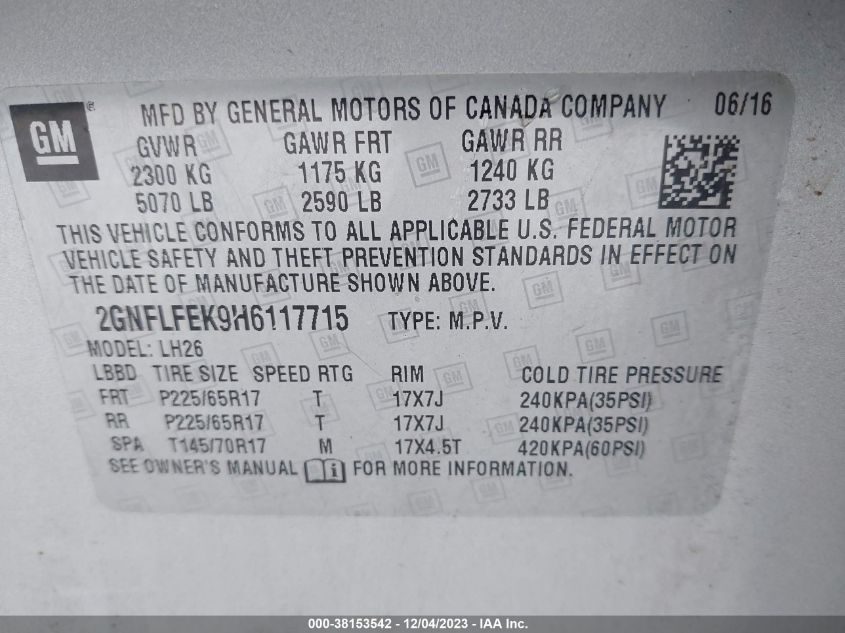 MFD BY GENERAL MOTORS OF CANADA COMPANY 06/16
GM®
GVWR GAWR FRT GAWR RR
2300 KG 1175 KG 1240 KG
5070 LB 2590 LB 2733 LB
THIS VEHICLE CONFORMS TO ALL APPLICABLE U.S. FEDERAL MOTOR
VEHICLE SAFETY AND THEFT PREVENTION STANDARDS IN EFFECT ON
THE DATE OF MANUFACTURE SHOWN ABOVE.
2GNFLFEK9H6117715 TYPE: M.P.V.
MODEL: LH26
LBBD TIRE SIZE SPEED RTG RIM COLD TIRE PRESSURE
FRT P225/65R17 T 17X7J 240KPA(35PSI)
RR P225/65R17 T 17X7J 240KPA(35PSI)
SPA T145/70R17 M 17X4.5T 420KPA(60PSI)
SEE OWNER'S MANUAL FOR MORE INFORMATION.
000-38153542 - 12/04/2023 - IAA Inc.